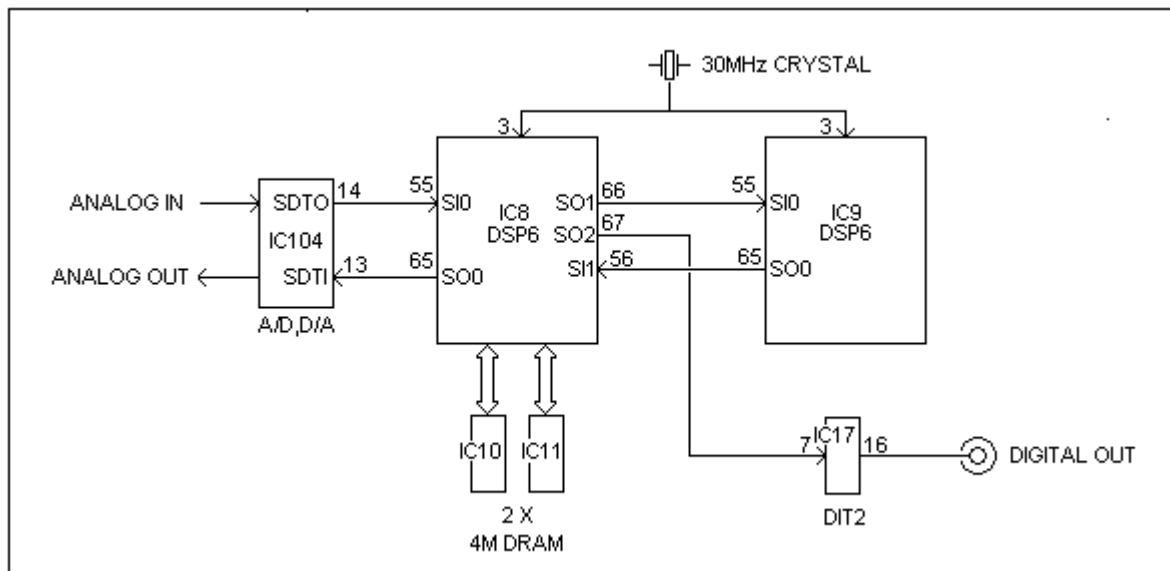 30MHz CRYSTAL
3
3
ANALOG IN
SDTO
14
55
SI0
IC8
DSP6
SO1
66
55
SI0
IC9
DSP6
IC104
SO2
67
ANALOG OUT
SDTI
13
65
SO0
SI1
56
65
SO0
A/D,D/A
IC10
IC11
7
IC17
16
DIGITAL OUT
2 X
4M DRAM
DIT2